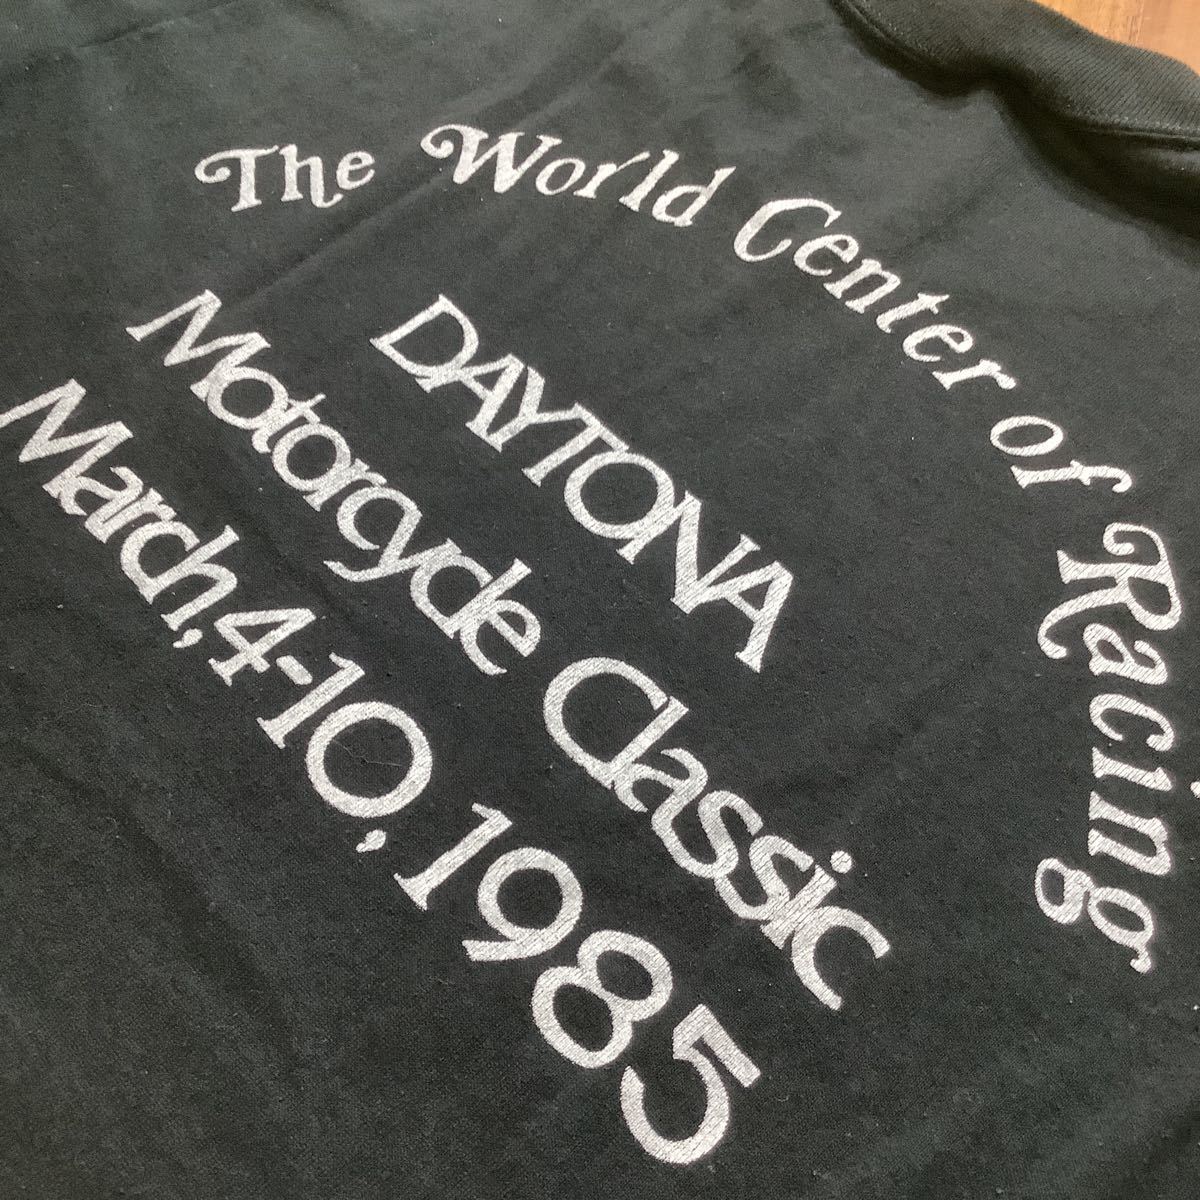 The World Center of Racing
DAYTONA
Motorcycle Classic
March, 4-10, 1985